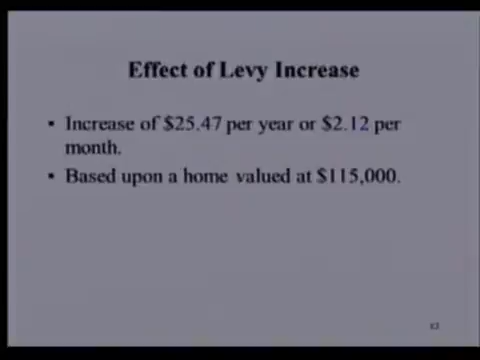 Effect of Levy Increase
• Increase of $25.47 per year or $2.12 per
month.
• Based upon a home valued at $115,000.